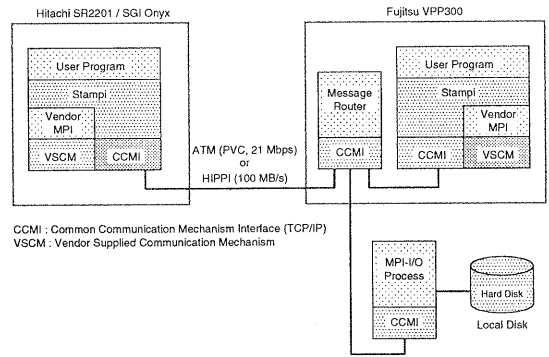 Hitachi SR2201 / SGI Onyx
User Program
Stampi
Vendor
MPI
VSCM
CCMI
ATM (PVC, 21 Mbps)
or
HIPPI (100 MB/s)
Fujitsu VPP300
Message
Router
CCMI
User Program
Stampi
Vendor
MPI
CCMI
VSCM
CCMI : Common Communication Mechanism Interface (TCP/IP)
VSCM : Vendor Supplied Communication Mechanism
MPI-I/O
Process
CCMI
Hard Disk
Local Disk